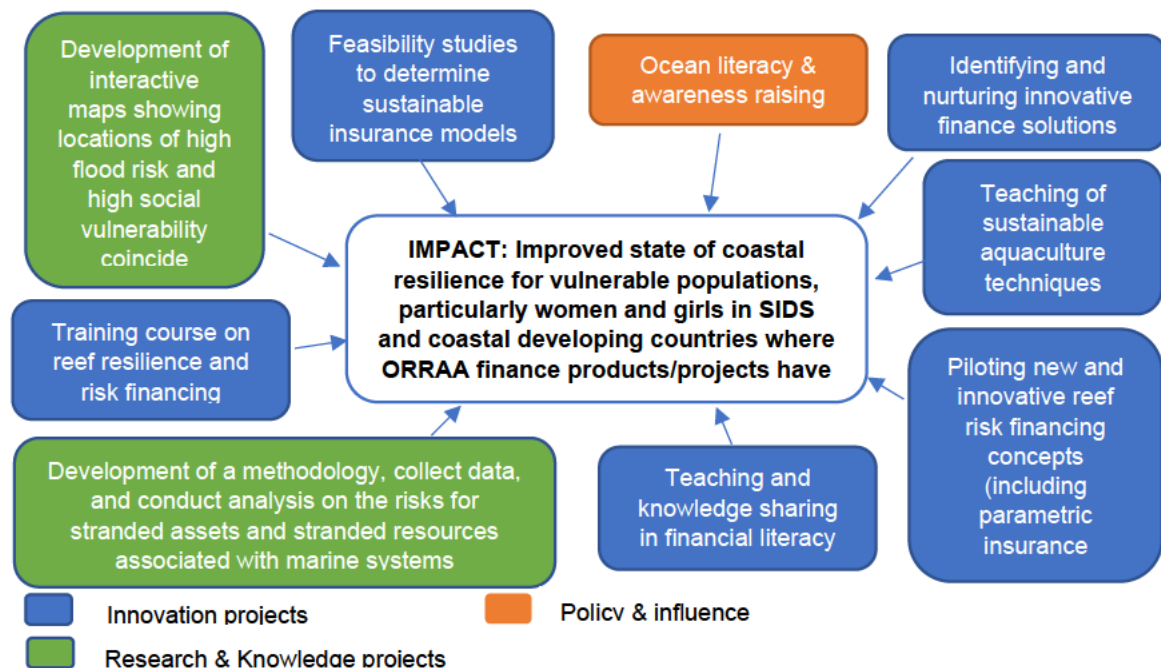 Development of
interactive
maps showing
locations of high
flood risk and
high social
vulnerability
coincide
Feasibility studies
to determine
sustainable
insurance models
Ocean literacy &
awareness raising
Identifying and
nurturing innovative
finance solutions
Teaching of
sustainable
aquaculture
techniques
IMPACT: Improved state of coastal
resilience for vulnerable populations,
particularly women and girls in SIDS
and coastal developing countries where
ORRAA finance products/projects have
Training course on
reef resilience and
risk financing
Piloting new and
innovative reef
risk financing
concepts
(including
parametric
insurance
Development of a methodology, collect data,
and conduct analysis on the risks for
stranded assets and stranded resources
associated with marine systems
Teaching and
knowledge sharing
in financial literacy
Innovation projects
Policy & influence
Research & Knowledge projects